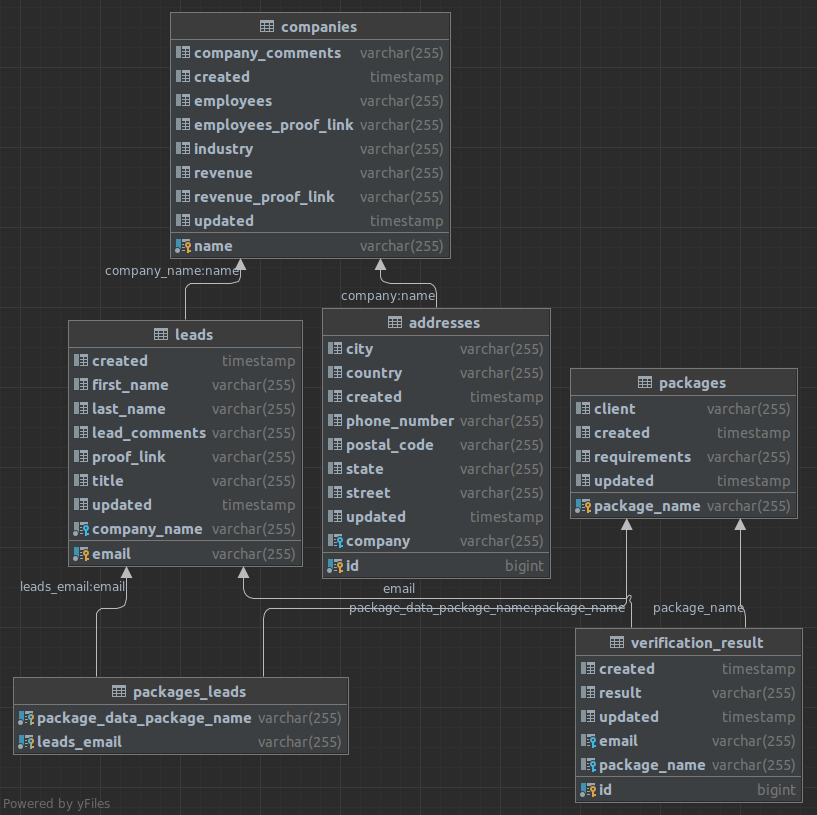 companies
company_comments varchar(255)
created timestamp
employees varchar(255)
employees_proof_link varchar(255)
industry varchar(255)
revenue varchar(255)
revenue_proof_link varchar(255)
updated timestamp
name varchar(255)
company_name:name
company:name
leads
created timestamp
first_name varchar(255)
last_name varchar(255)
lead_comments varchar(255)
proof_link varchar(255)
title varchar(255)
updated timestamp
company_name varchar(255)
email varchar(255)
addresses
city varchar(255)
country varchar(255)
created timestamp
phone_number varchar(255)
postal_code varchar(255)
state varchar(255)
street varchar(255)
updated timestamp
company varchar(255)
id bigint
packages
client varchar(255)
created timestamp
requirements varchar(255)
updated timestamp
package_name varchar(255)
leads_email:email
email
package_data_package_name:package_name
package_name
packages_leads
package_data_package_name varchar(255)
leads_email varchar(255)
verification_result
created timestamp
result varchar(255)
updated timestamp
email varchar(255)
package_name varchar(255)
id bigint
Powered by yFiles